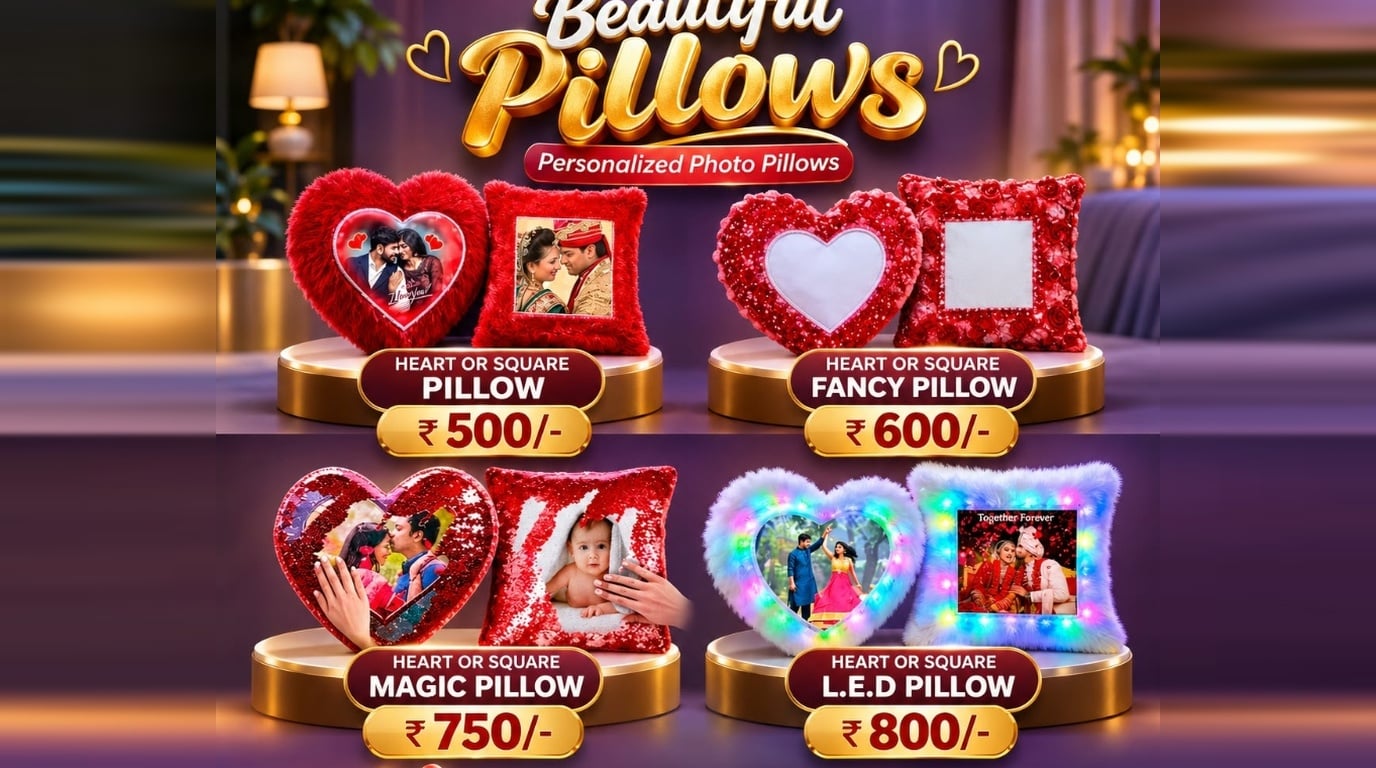 Beautiful
Pillows
Personalized Photo Pillows
I Love You
HEART OR SQUARE
PILLOW
₹ 500/-
HEART OR SQUARE
FANCY PILLOW
₹ 600/-
HEART OR SQUARE
MAGIC PILLOW
₹ 750/-
Together Forever
HEART OR SQUARE
L.E.D PILLOW
₹ 800/-